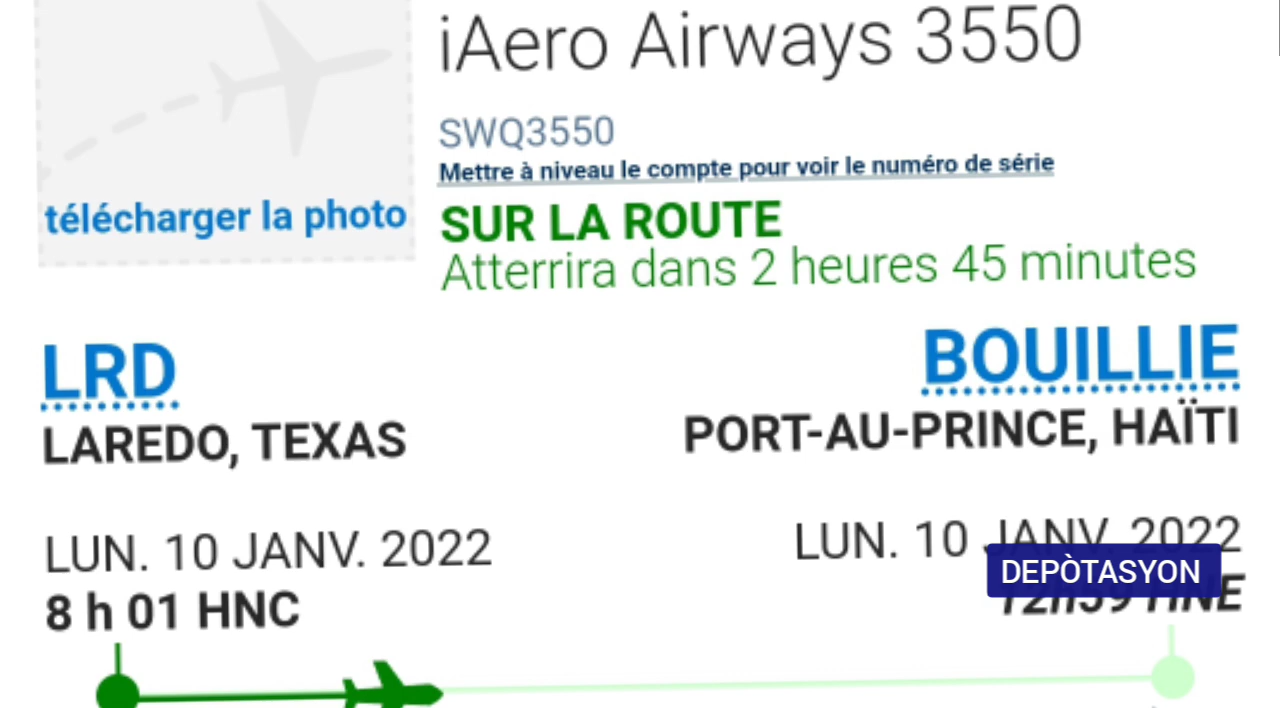 iAero Airways 3550
SWQ3550
Mettre à niveau le compte pour voir le numéro de série
télécharger la photo
SUR LA ROUTE
Atterrira dans 2 heures 45 minutes
LRD
BOUILLIE
LAREDO, TEXAS
PORT-AU-PRINCE, HAÏTI
LUN. 10 JANV. 2022
LUN. 10 JANV. 2022
DEPÒTASYON
8 h 01 HNC
12h59 HNE